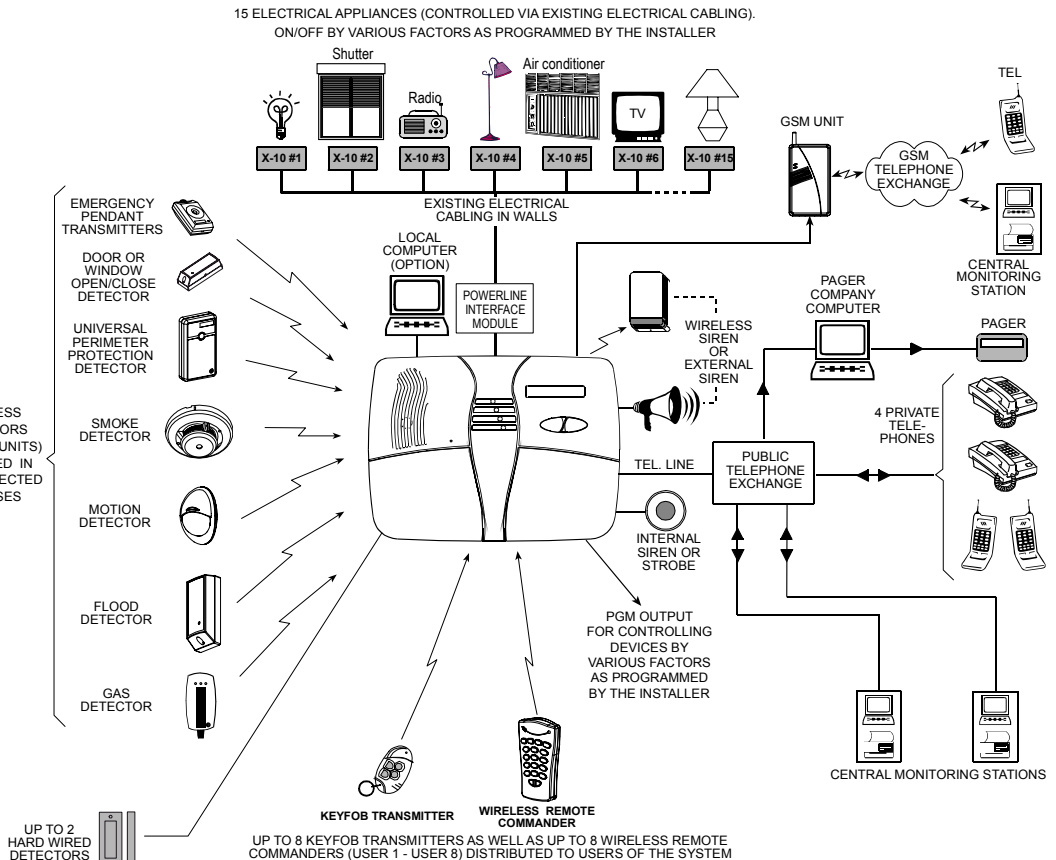 15 ELECTRICAL APPLIANCES (CONTROLLED VIA EXISTING ELECTRICAL CABLING).
ON/OFF BY VARIOUS FACTORS AS PROGRAMMED BY THE INSTALLER
Shutter
Radio
Air conditioner
TV
X-10 #1
X-10 #2
X-10 #3
X-10 #4
X-10 #5
X-10 #6
X-10 #15
EXISTING ELECTRICAL
CABLING IN WALLS
GSM UNIT
GSM
TELEPHONE
EXCHANGE
TEL
CENTRAL
MONITORING
STATION
EMERGENCY
PENDANT
TRANSMITTERS
DOOR OR
WINDOW
OPEN/CLOSE
DETECTOR
UNIVERSAL
PERIMETER
PROTECTION
DETECTOR
SMOKE
DETECTOR
MOTION
DETECTOR
FLOOD
DETECTOR
GAS
DETECTOR
ESS
ORS
UNITS)
ED IN
ECTED
SES
UP TO 2
HARD WIRED
DETECTORS
LOCAL
COMPUTER
(OPTION)
POWERLINE
INTERFACE
MODULE
WIRELESS
SIREN
OR
EXTERNAL
SIREN
PAGER
COMPANY
COMPUTER
PAGER
4 PRIVATE
TELE-
PHONES
TEL. LINE
PUBLIC
TELEPHONE
EXCHANGE
INTERNAL
SIREN OR
STROBE
PGM OUTPUT
FOR CONTROLLING
DEVICES BY
VARIOUS FACTORS
AS PROGRAMMED
BY THE INSTALLER
CENTRAL MONITORING STATIONS
KEYFOB TRANSMITTER
WIRELESS REMOTE
COMMANDER
UP TO 8 KEYFOB TRANSMITTERS AS WELL AS UP TO 8 WIRELESS REMOTE
COMMANDERS (USER 1 - USER 8) DISTRIBUTED TO USERS OF THE SYSTEM